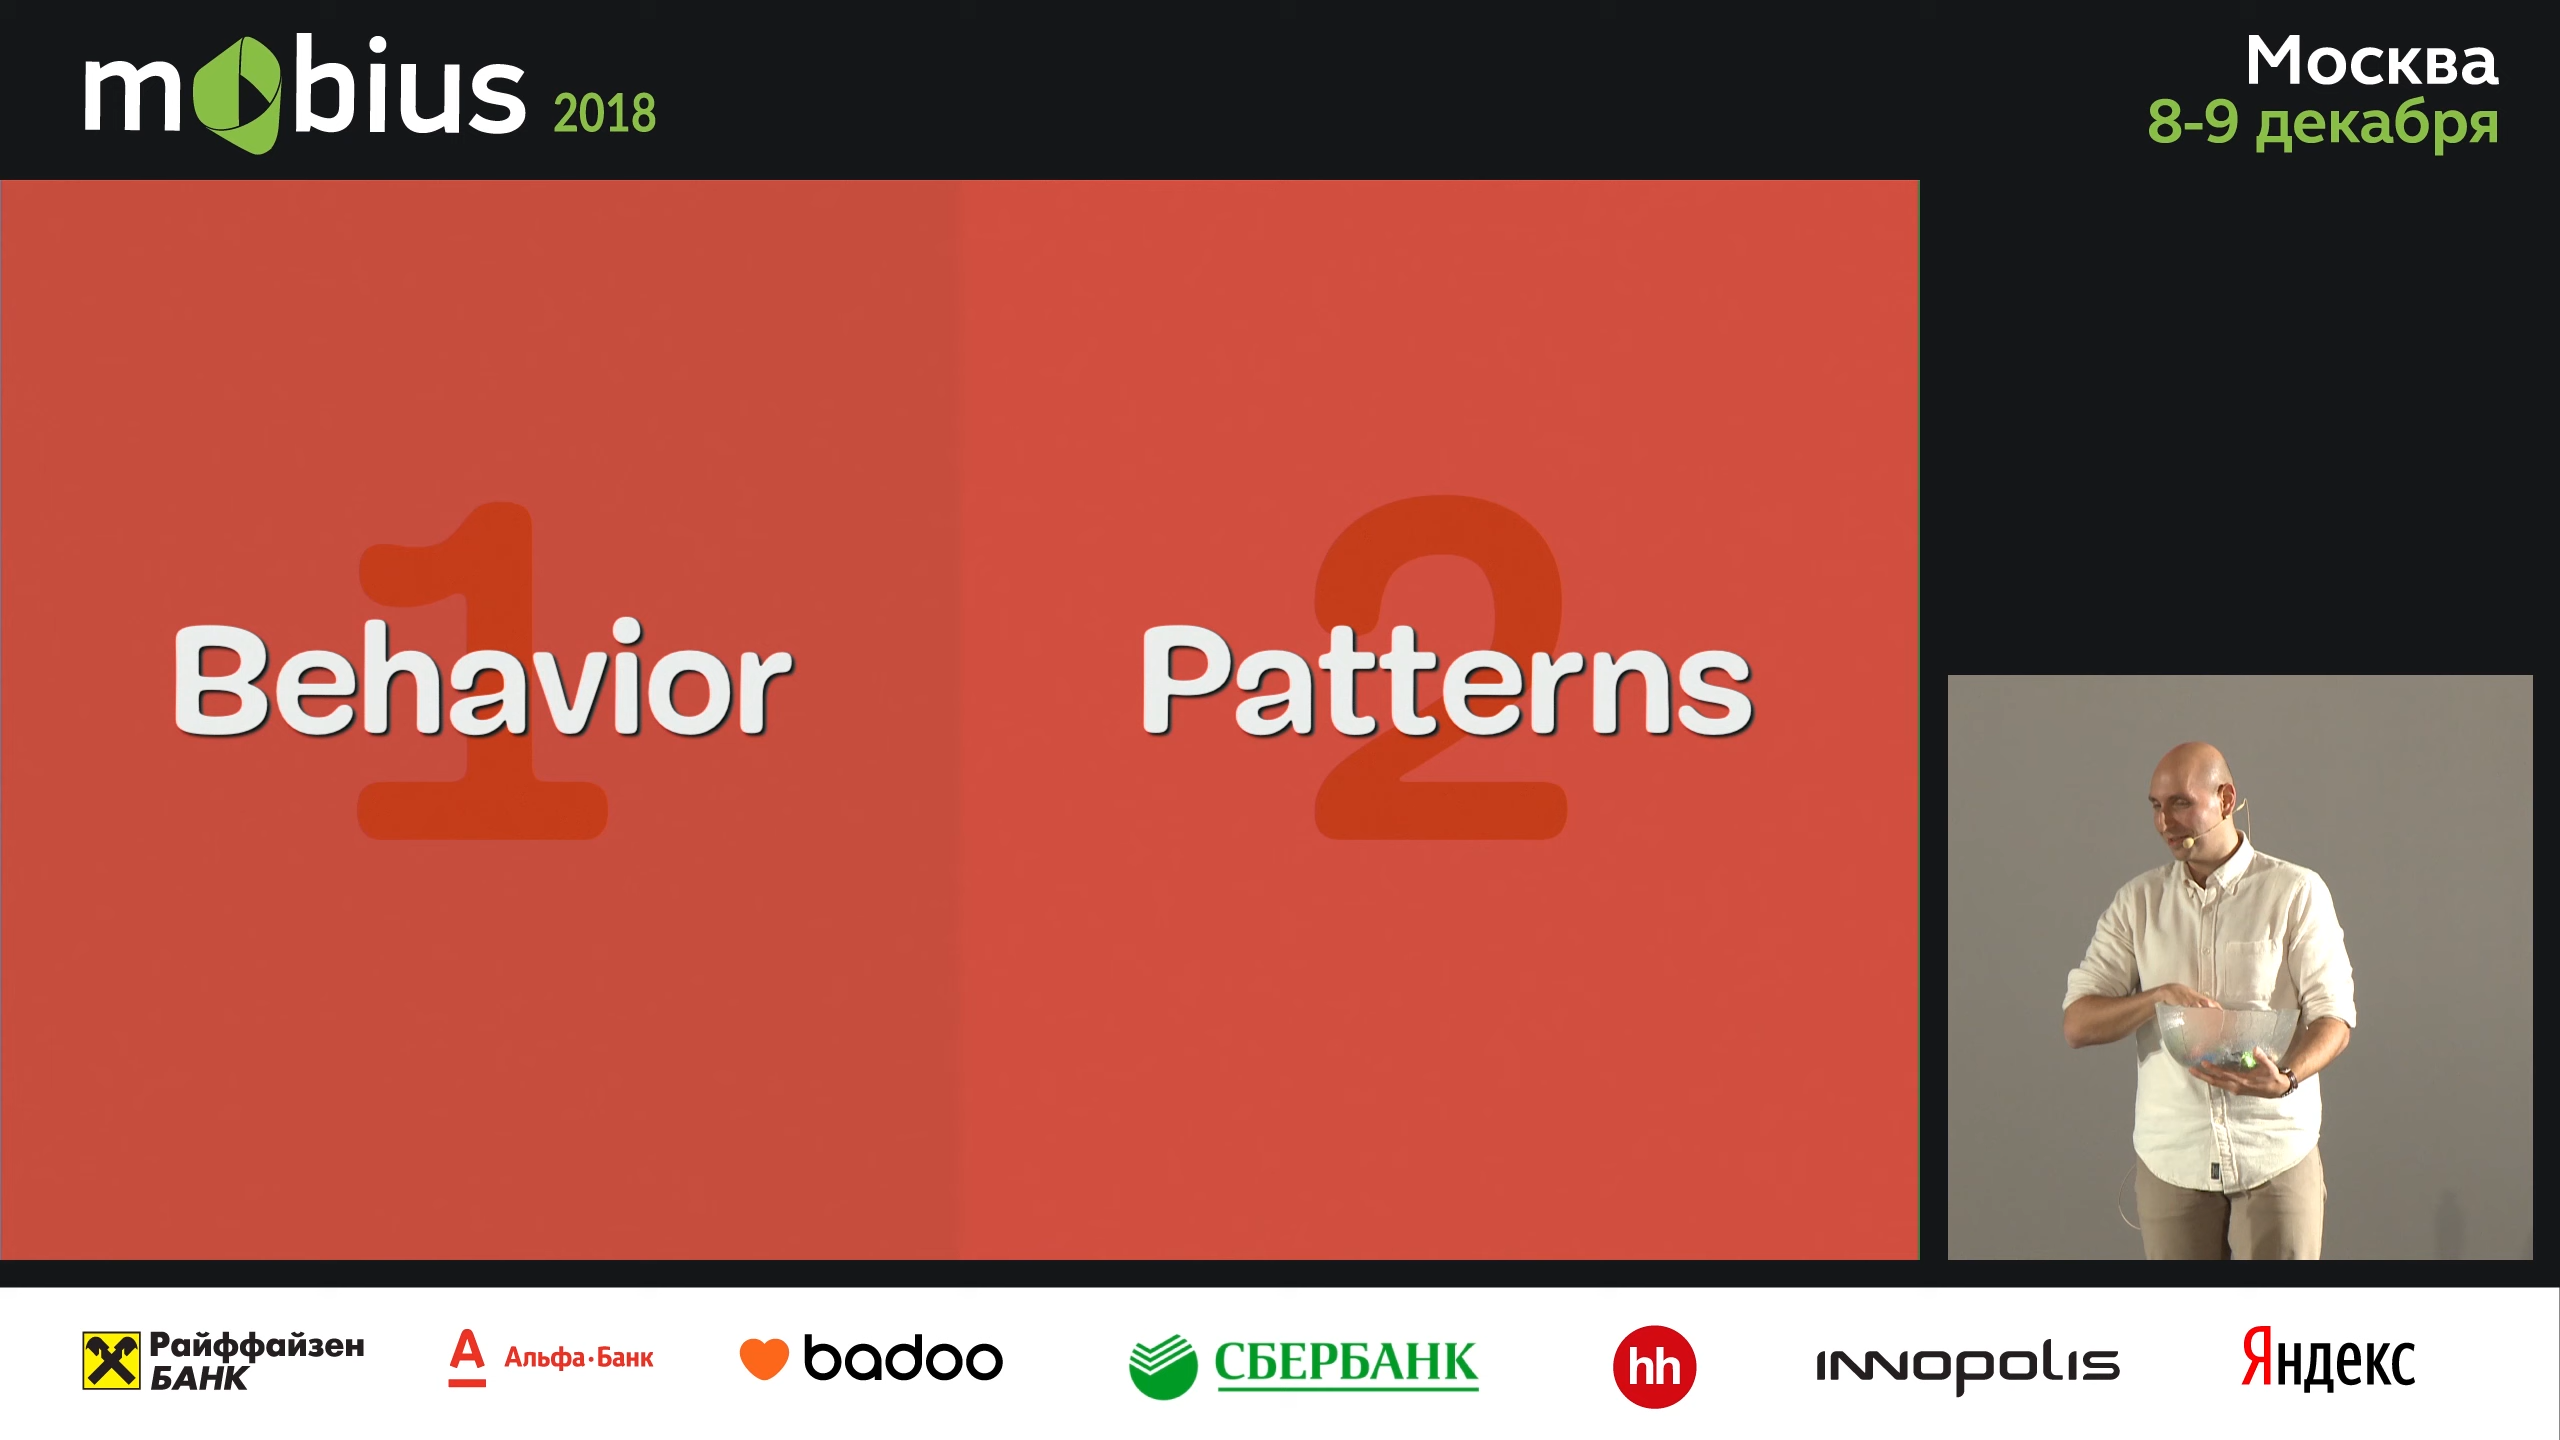 mobius 2018
Москва
8-9 декабря
1
Behavior
2
Patterns
Райффайзен
БАНК
Альфа·Банк
badoo
СБЕРБАНК
hh
INNOPOLIS
Яндекс